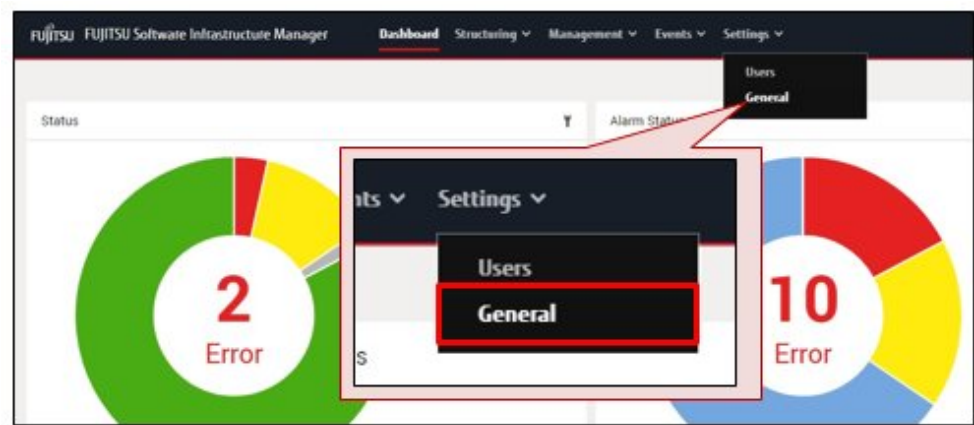 FUJITSU FUJITSU Software Infrastructure Manager Dashboard Structuring Management Events Settings
Users
General
Status
Alarm Status
nts Settings
Users
General
2
Error
s
10
Error